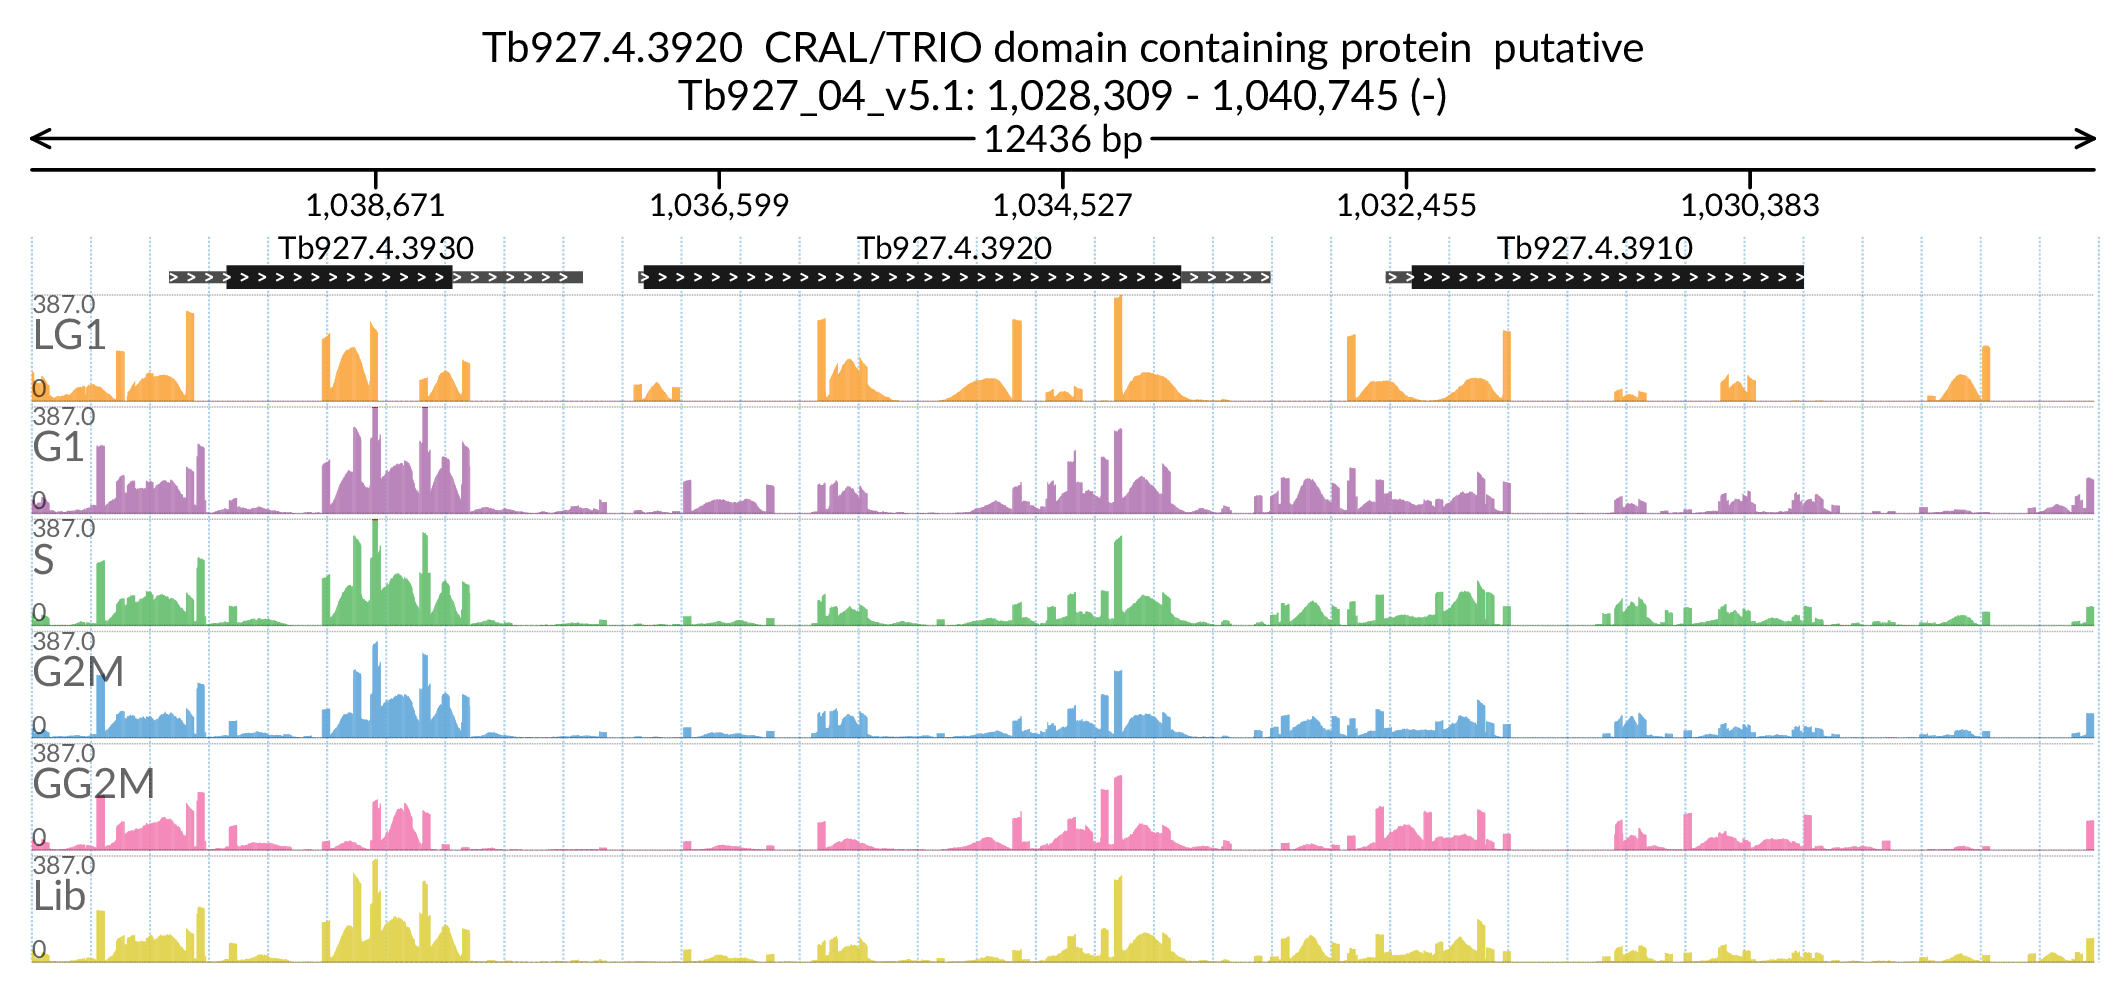 Tb927.4.3920  CRAL/TRIO domain containing protein  putative
Tb927_04_v5.1: 1,028,309 - 1,040,745 (-)
12436 bp
1,038,671 1,036,599 1,034,527 1,032,455 1,030,383
Tb927.4.3930 Tb927.4.3920 Tb927.4.3910
387.0
LG1
0
387.0
G1
0
387.0
S
0
387.0
G2M
0
387.0
GG2M
0
387.0
Lib
0